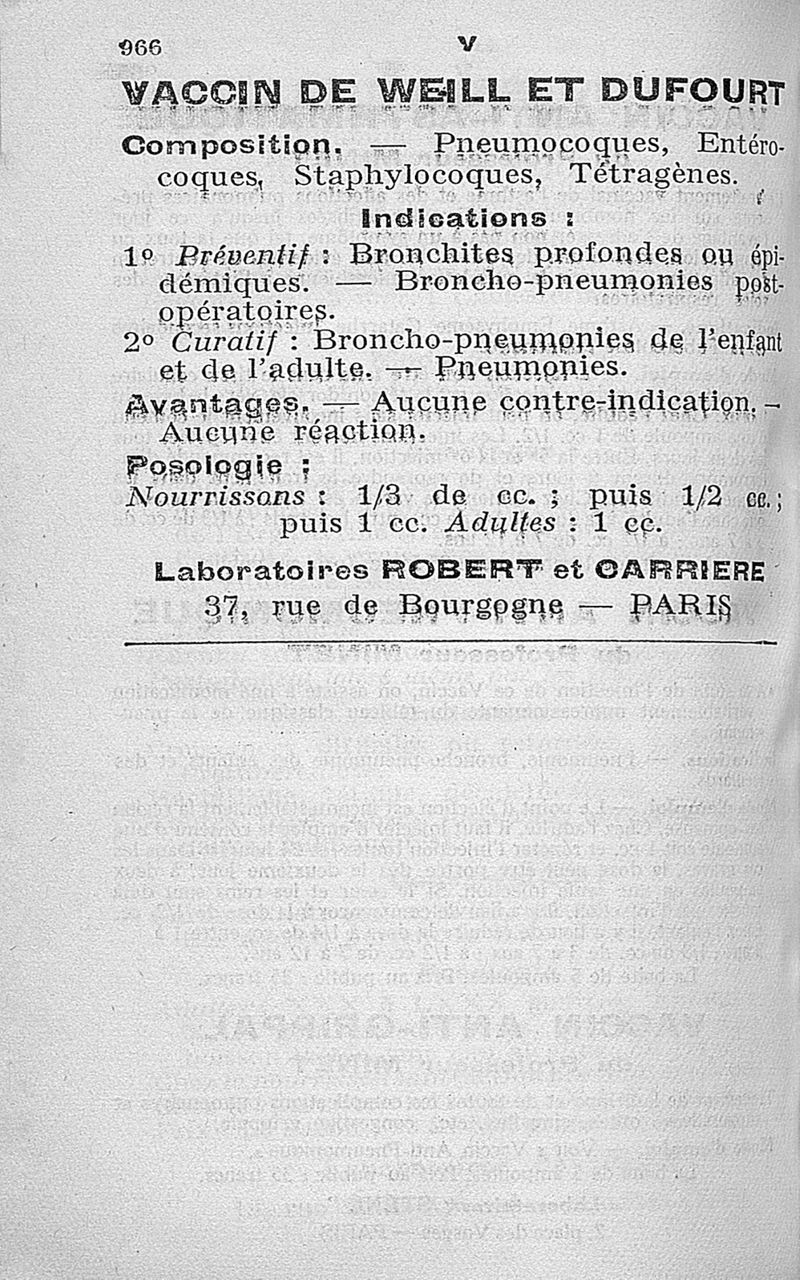 966 V
VACCIN DE WEILL ET DUFOURT
Composition. — Pneumocoques, Entéro-
coques, Staphylocoques, Tétragènes.
Indications :
1º Préventif : Bronchites profondes ou épi-
démiques. — Broncho-pneumonies post-
opératoires.
2º Curatif : Broncho-pneumonies de l'enfant
et de l'adulte. — Pneumonies.
Avantages. — Aucune contre-indication. —
Aucune réaction.
Posologie :
Nourrissons : 1/3 de cc. ; puis 1/2 cc. ;
puis 1 cc. Adultes : 1 cc.
Laboratoires ROBERT et CARRIERE
37, rue de Bourgogne — PARIS